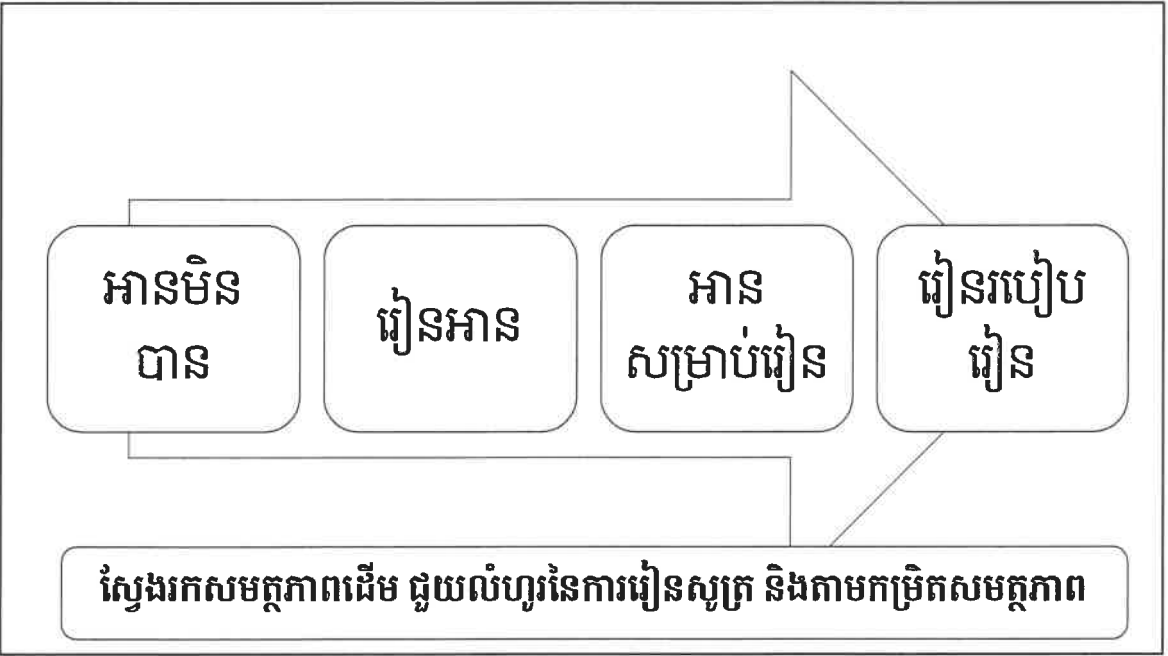 អានមិន
បាន
រៀនអាន
អាន
សម្រាប់រៀន
រៀនរបៀប
រៀន
ស្វែងរកសមត្ថភាពដើម ជួយលំហូរនៃការរៀនសូត្រ និងតាមកម្រិតសមត្ថភាព